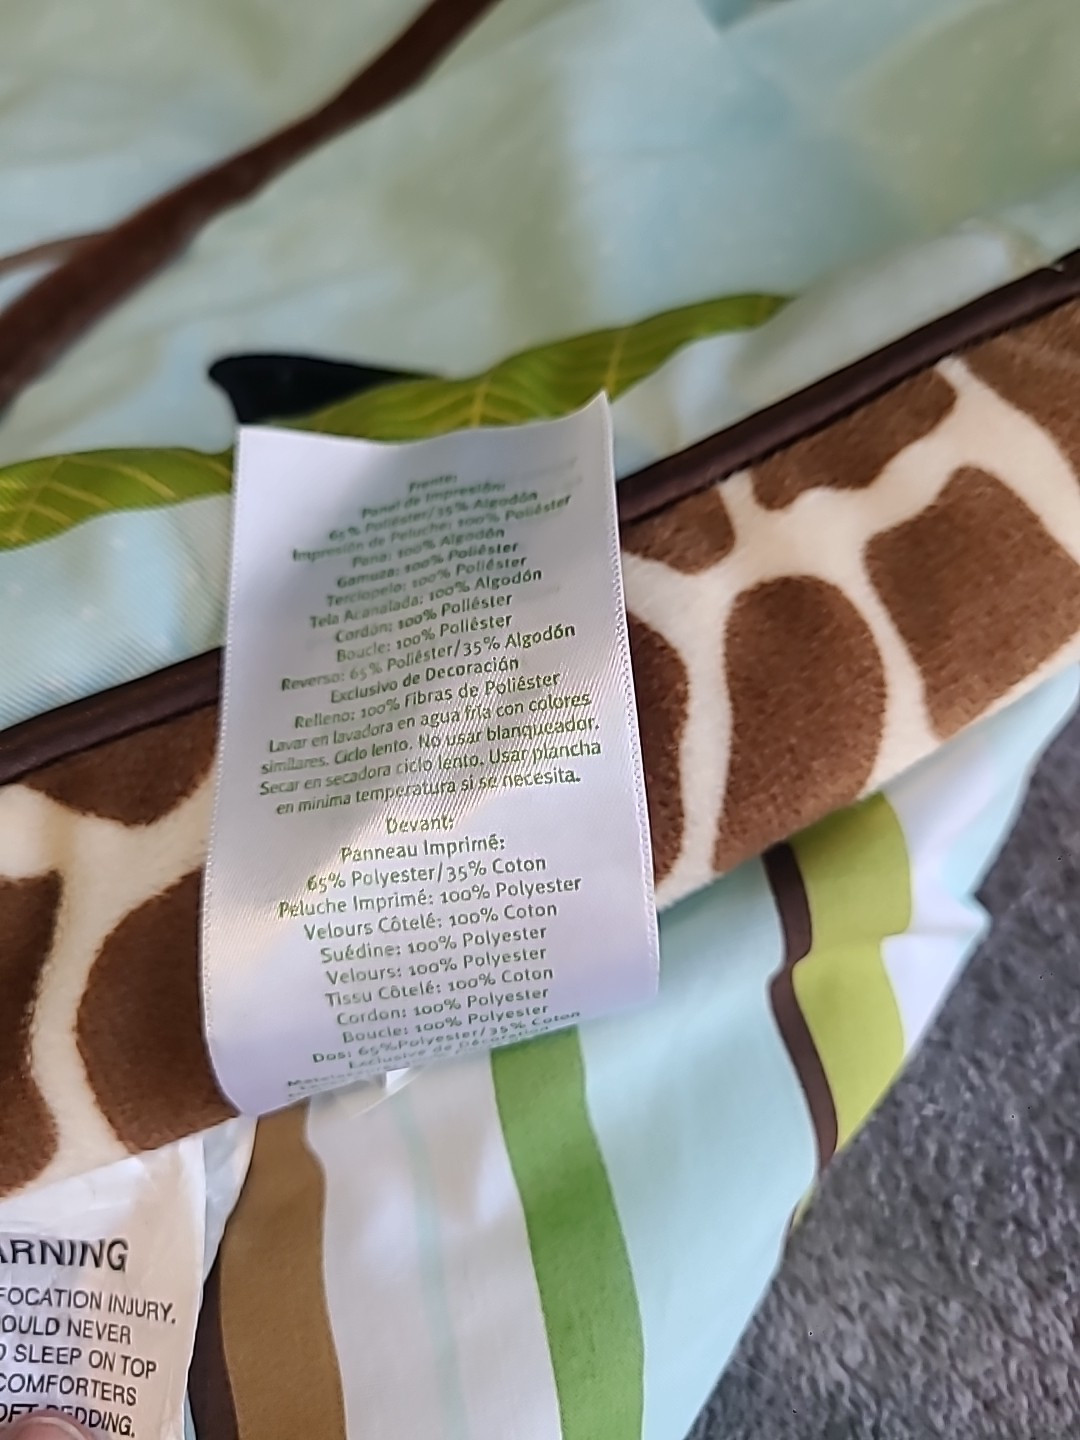 Frente:
Panel de Impresión:
65% Poliéster/35% Algodón
Impresión de Peluche: 100% Poliéster
Pana: 100% Algodón
Gamuza: 100% Poliéster
Terciopelo: 100% Poliéster
Tela Acanalada: 100% Algodón
Cordón: 100% Poliéster
Boucle: 100% Poliéster
Reverso: 65% Poliéster/35% Algodón
Exclusivo de Decoración
Relleno: 100% Fibras de Poliéster
Lavar en lavadora en agua fría con colores
similares. Ciclo lento. No usar blanqueador.
Secar en secadora ciclo lento. Usar plancha
en mínima temperatura si se necesita.
Devant:
Panneau Imprimé:
65% Polyester/35% Coton
Peluche Imprimé: 100% Polyester
Velours Côtelé: 100% Coton
Suédine: 100% Polyester
Velours: 100% Polyester
Tissu Côtelé: 100% Coton
Cordon: 100% Polyester
Boucle: 100% Polyester
Dos: 65%Polyester/35% Coton
Exclusive de Décoration
ARNING
FOCATION INJURY.
OULD NEVER
SLEEP ON TOP
COMFORTERS